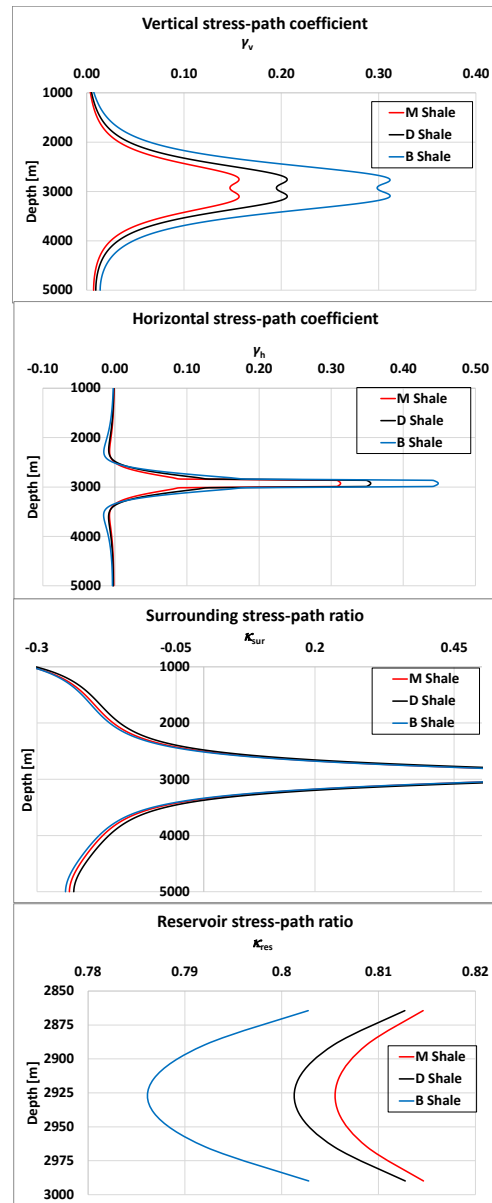 Vertical stress-path coefficient
γv
0.00 0.10 0.20 0.30 0.40
1000
2000
3000
4000
5000
Depth [m]
M Shale
D Shale
B Shale
Horizontal stress-path coefficient
γh
-0.10 0.00 0.10 0.20 0.30 0.40 0.50
1000
2000
3000
4000
5000
Depth [m]
M Shale
D Shale
B Shale
Surrounding stress-path ratio
κsur
-0.3 -0.05 0.2 0.45
1000
2000
3000
4000
5000
Depth [m]
M Shale
D Shale
B Shale
Reservoir stress-path ratio
κres
0.78 0.79 0.8 0.81 0.82
2850
2875
2900
2925
2950
2975
3000
Depth [m]
M Shale
D Shale
B Shale